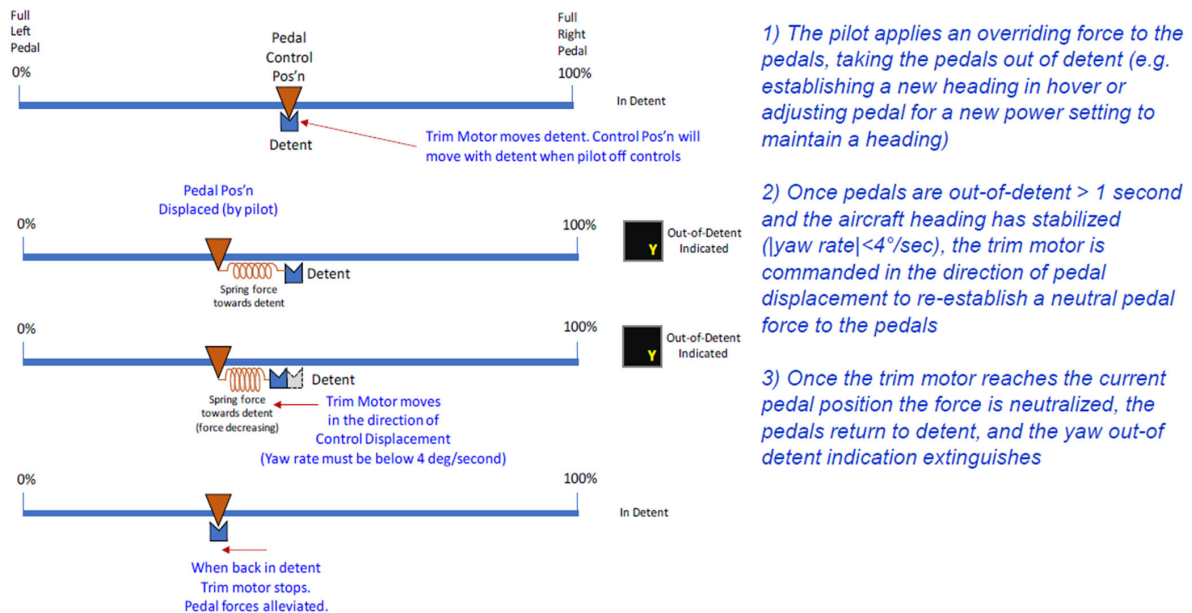 Full
Left
Pedal
0%
Pedal
Control
Pos'n
Full
Right
Pedal
100%
In Detent
Detent
Trim Motor moves detent. Control Pos'n will
move with detent when pilot off controls
Pedal Pos'n
Displaced (by pilot)
0%
100%
Detent
Spring force
towards detent
Y
Out-of-Detent
Indicated
0%
100%
Detent
Spring force
towards detent
(force decreasing)
Trim Motor moves
in the direction of
Control Displacement
(Yaw rate must be below 4 deg/second)
Y
Out-of-Detent
Indicated
0%
100%
In Detent
When back in detent
Trim motor stops.
Pedal forces alleviated.
1) The pilot applies an overriding force to the
pedals, taking the pedals out of detent (e.g.
establishing a new heading in hover or
adjusting pedal for a new power setting to
maintain a heading)
2) Once pedals are out-of-detent > 1 second
and the aircraft heading has stabilized
(|yaw rate|<4°/sec), the trim motor is
commanded in the direction of pedal
displacement to re-establish a neutral pedal
force to the pedals
3) Once the trim motor reaches the current
pedal position the force is neutralized, the
pedals return to detent, and the yaw out-of
detent indication extinguishes